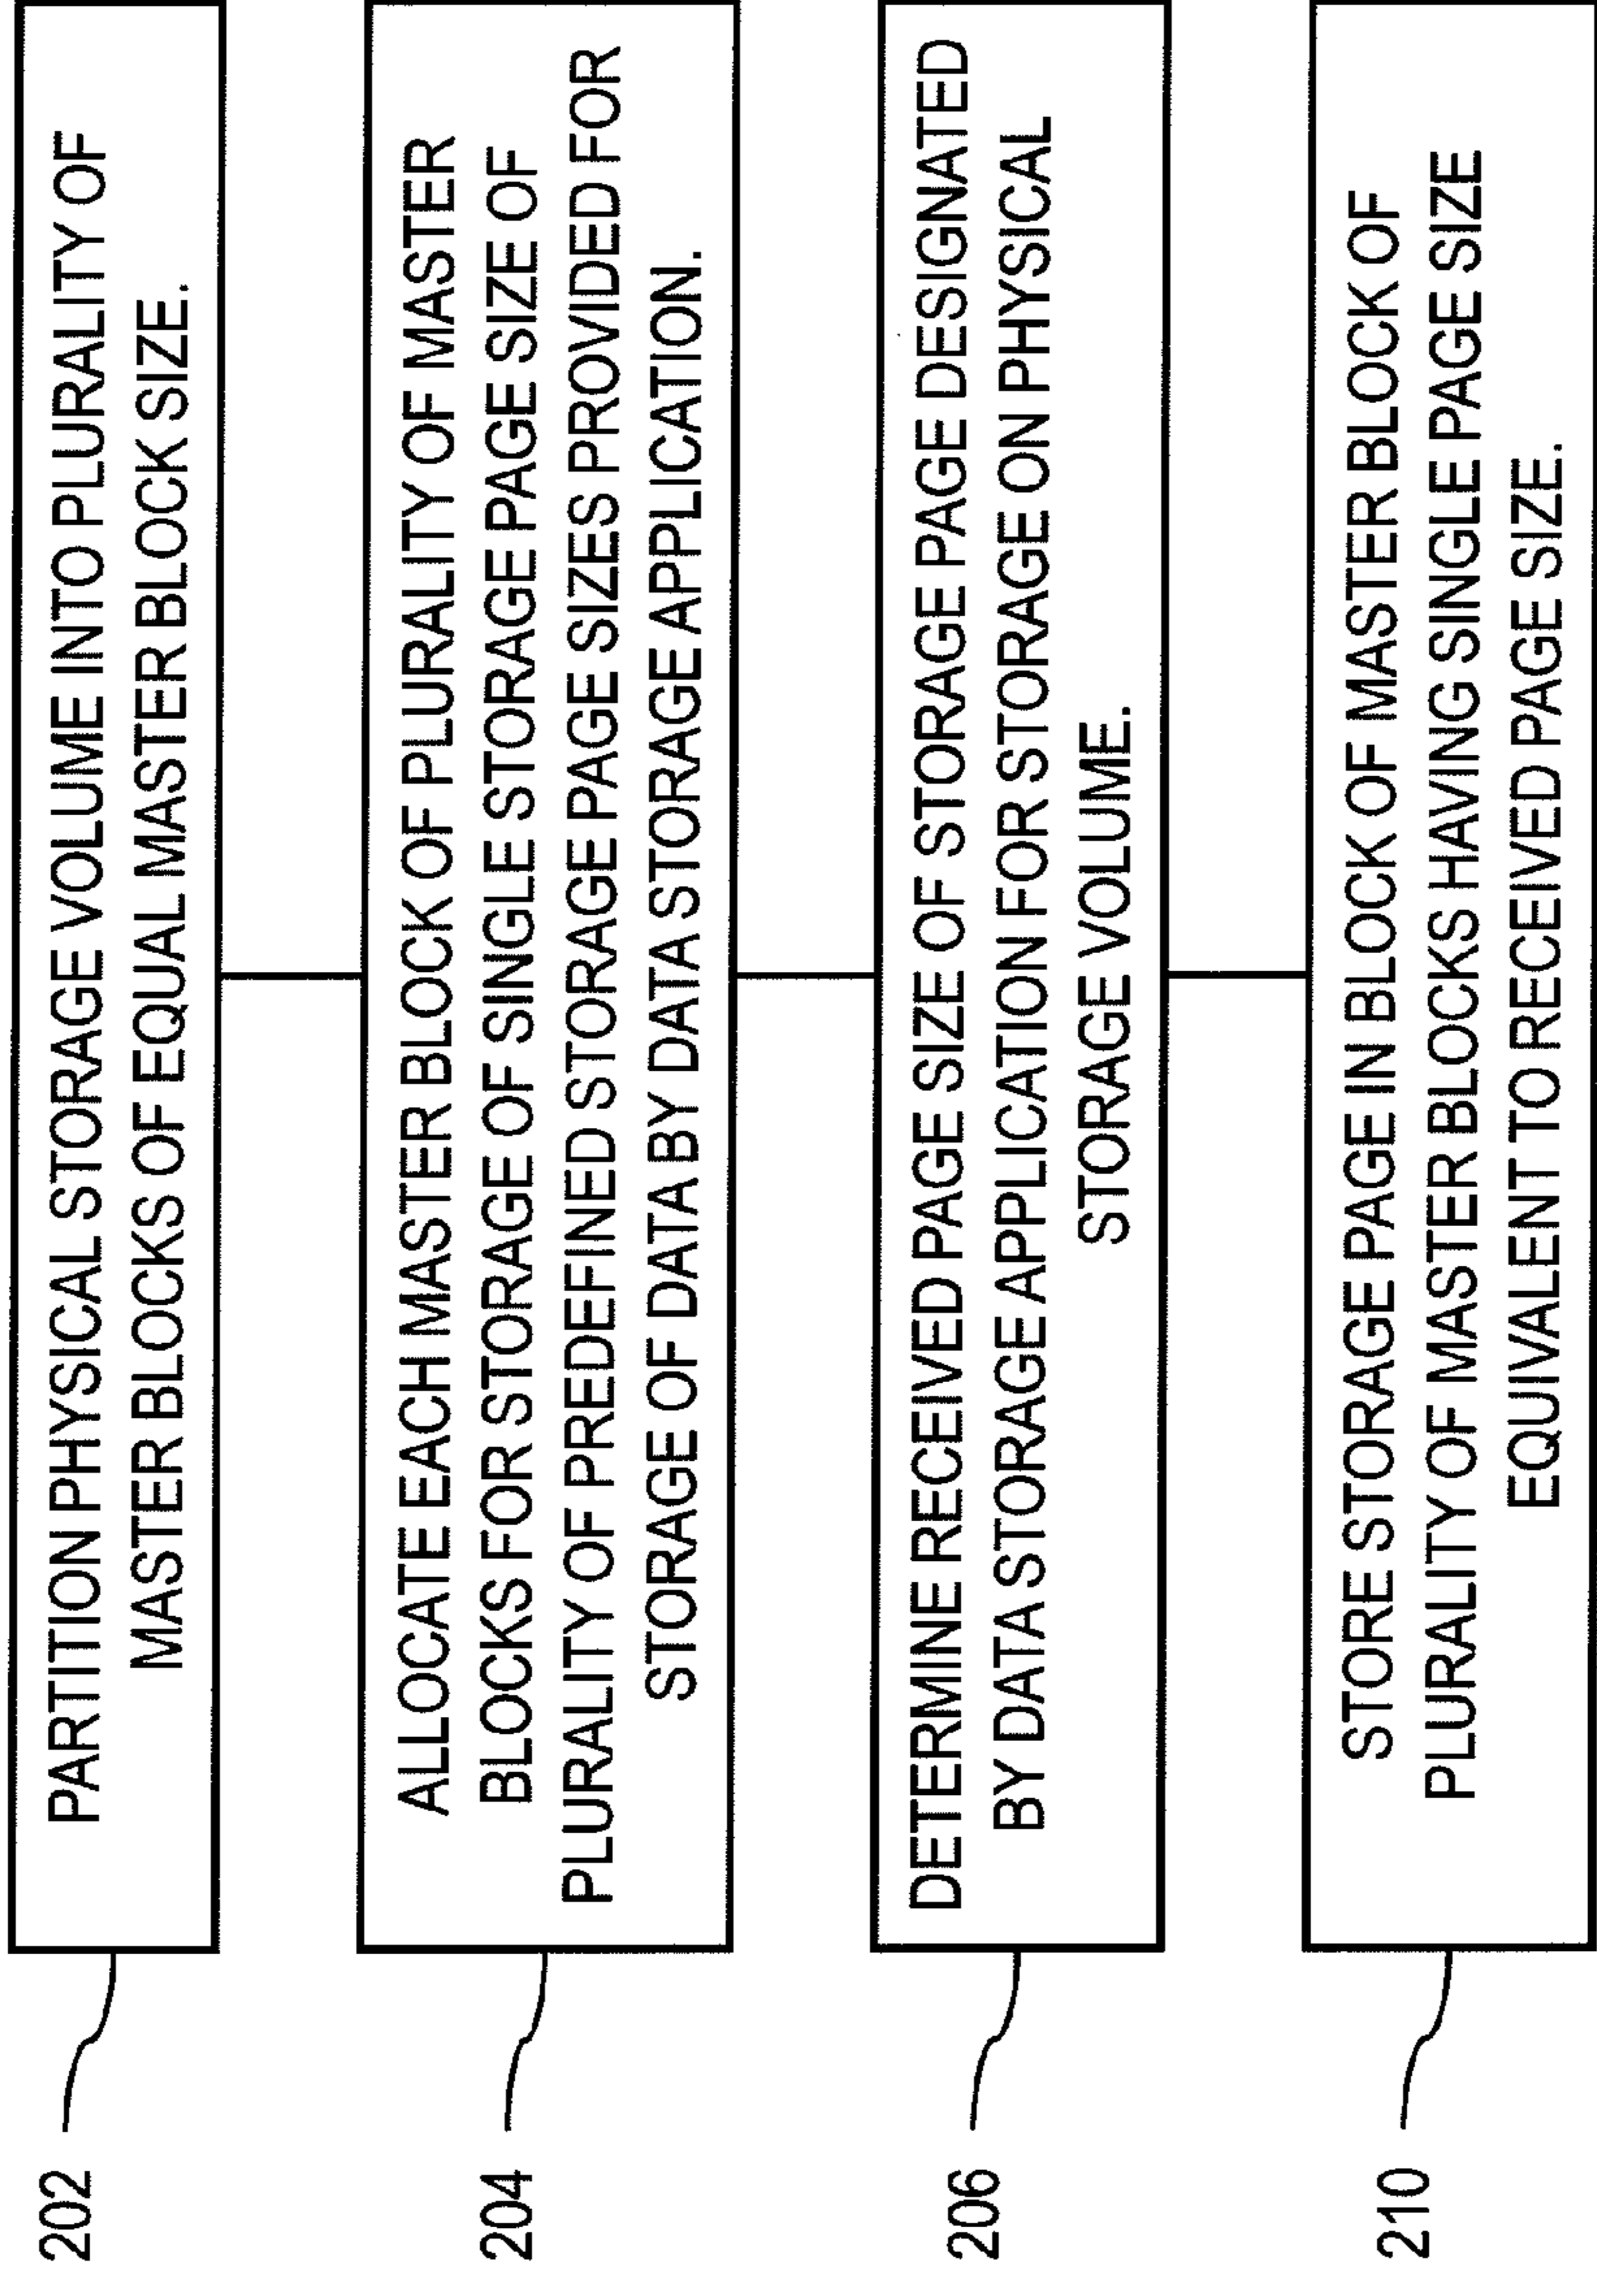 202
PARTITION PHYSICAL STORAGE VOLUME INTO PLURALITY OF
MASTER BLOCKS OF EQUAL MASTER BLOCK SIZE.
204
ALLOCATE EACH MASTER BLOCK OF PLURALITY OF MASTER
BLOCKS FOR STORAGE OF SINGLE STORAGE PAGE SIZE OF
PLURALITY OF PREDEFINED STORAGE PAGE SIZES PROVIDED FOR
STORAGE OF DATA BY DATA STORAGE APPLICATION.
206
DETERMINE RECEIVED PAGE SIZE OF STORAGE PAGE DESIGNATED
BY DATA STORAGE APPLICATION FOR STORAGE ON PHYSICAL
STORAGE VOLUME.
210
STORE STORAGE PAGE IN BLOCK OF MASTER BLOCK OF
PLURALITY OF MASTER BLOCKS HAVING SINGLE PAGE SIZE
EQUIVALENT TO RECEIVED PAGE SIZE.